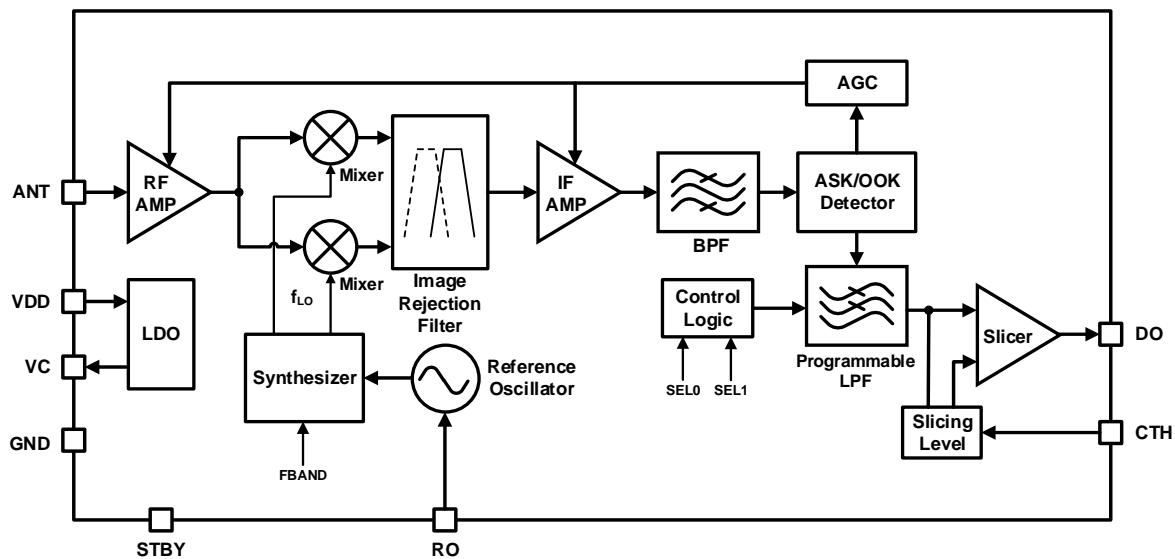 AGC
ANT
RF
AMP
Mixer
IF
AMP
ASK/OOK
Detector
BPF
Mixer
Image
Rejection
Filter
VDD
LDO
VC
fLO
Control
Logic
SEL0
SEL1
Programmable
LPF
Slicer
DO
Synthesizer
Reference
Oscillator
Slicing
Level
CTH
GND
FBAND
STBY
RO